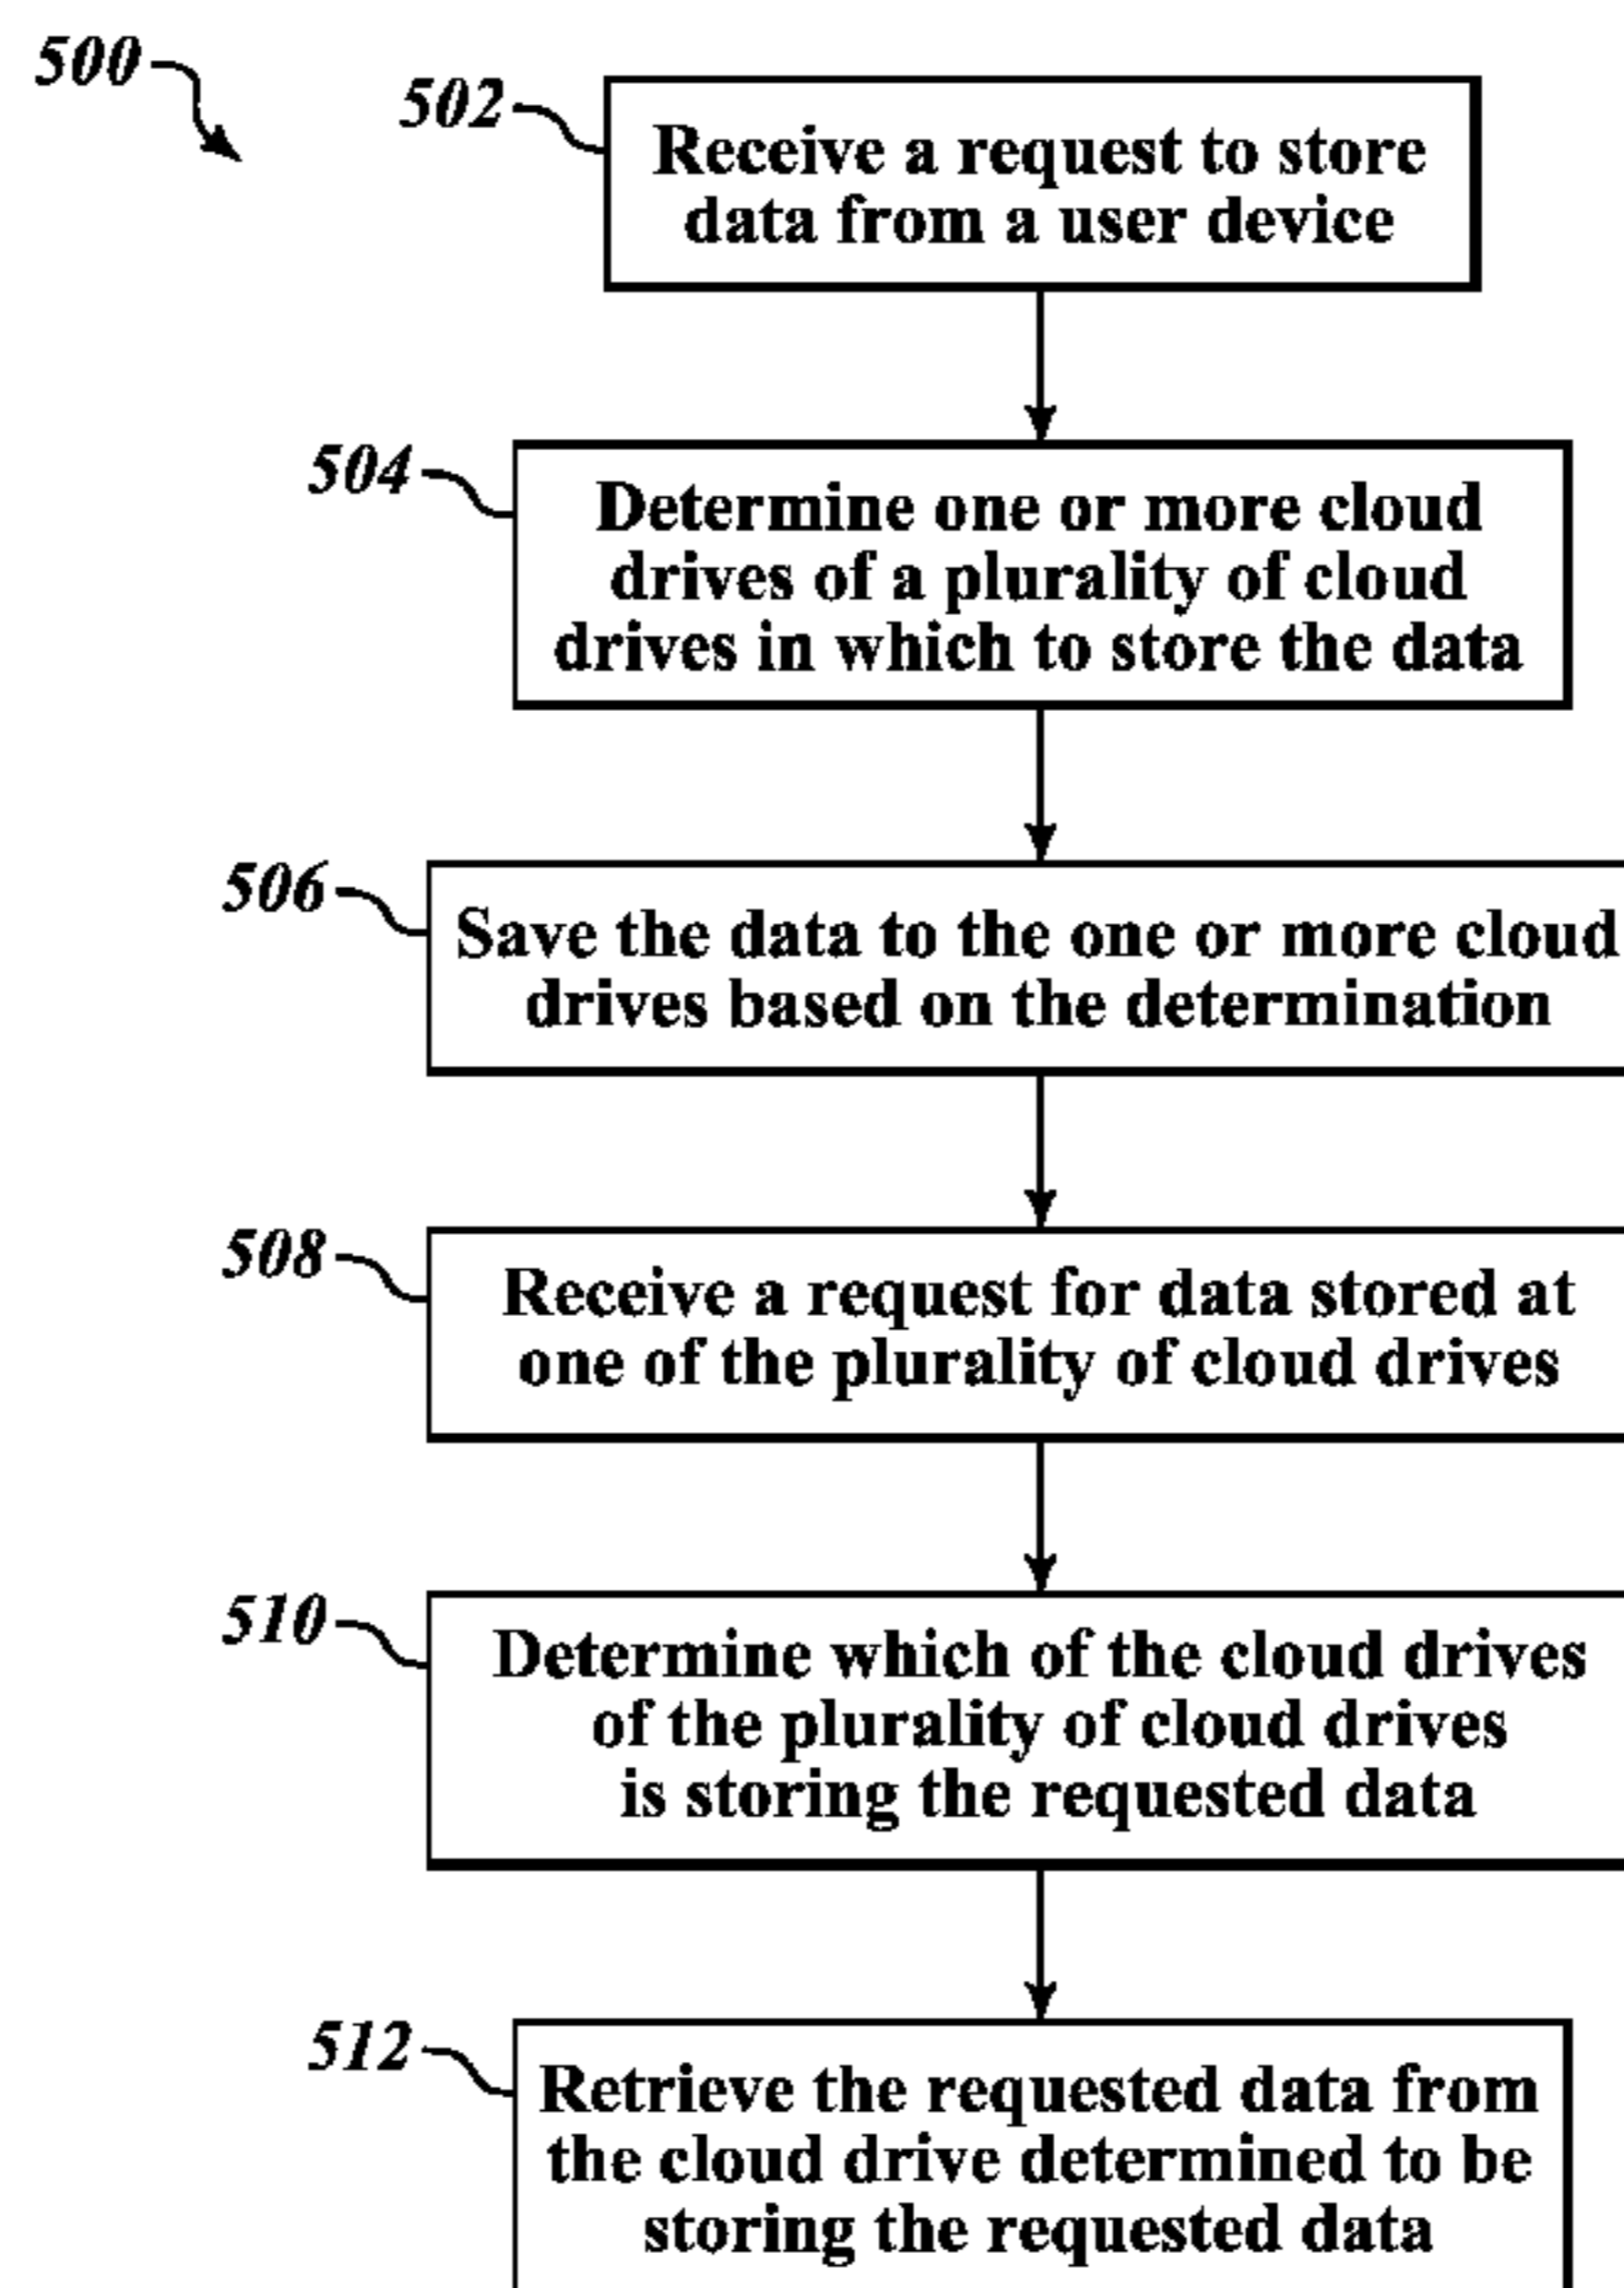 500
502
Receive a request to store
data from a user device
504
Determine one or more cloud
drives of a plurality of cloud
drives in which to store the data
506
Save the data to the one or more cloud
drives based on the determination
508
Receive a request for data stored at
one of the plurality of cloud drives
510
Determine which of the cloud drives
of the plurality of cloud drives
is storing the requested data
512
Retrieve the requested data from
the cloud drive determined to be
storing the requested data